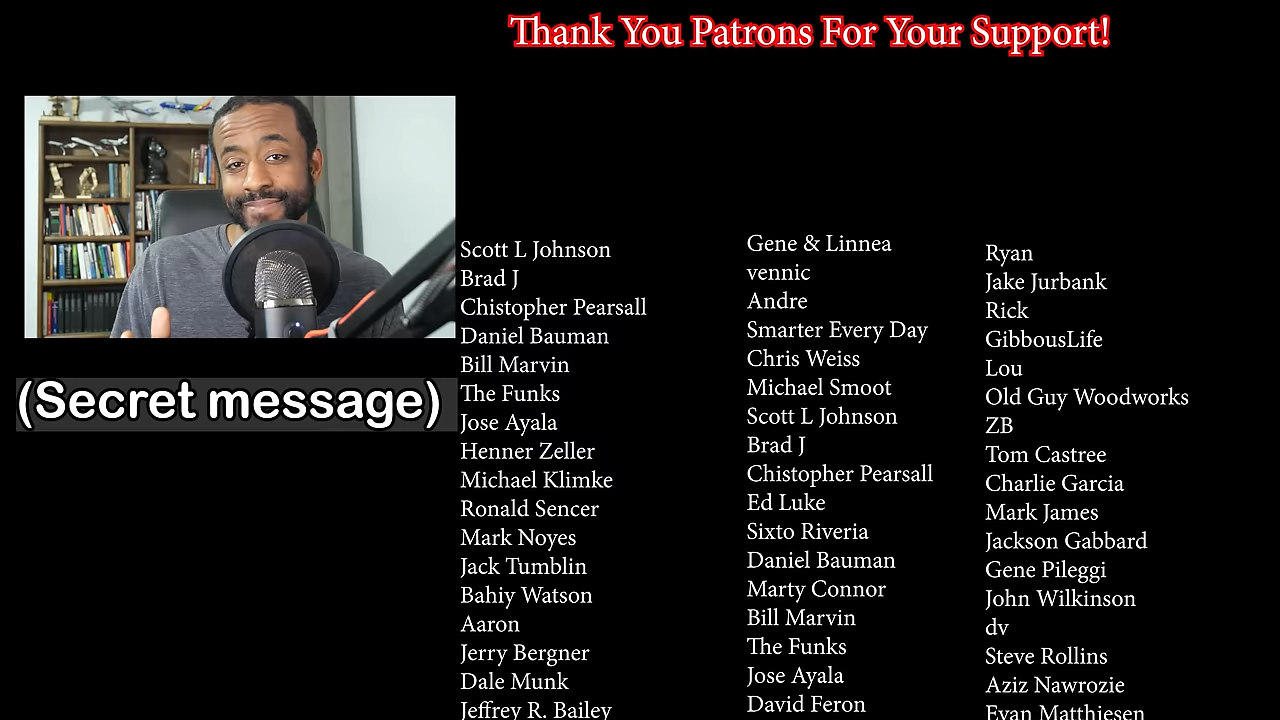 Thank You Patrons For Your Support!
(Secret message)
Scott L Johnson
Brad J
Chistopher Pearsall
Daniel Bauman
Bill Marvin
The Funks
Jose Ayala
Henner Zeller
Michael Klimke
Ronald Sencer
Mark Noyes
Jack Tumblin
Bahiy Watson
Aaron
Jerry Bergner
Dale Munk
Jeffrey R. Bailey
Gene & Linnea
vennic
Andre
Smarter Every Day
Chris Weiss
Michael Smoot
Scott L Johnson
Brad J
Chistopher Pearsall
Ed Luke
Sixto Riveria
Daniel Bauman
Marty Connor
Bill Marvin
The Funks
Jose Ayala
David Feron
Ryan
Jake Jurbank
Rick
GibbousLife
Lou
Old Guy Woodworks
ZB
Tom Castree
Charlie Garcia
Mark James
Jackson Gabbard
Gene Pileggi
John Wilkinson
dv
Steve Rollins
Aziz Nawrozie
Evan Matthiesen